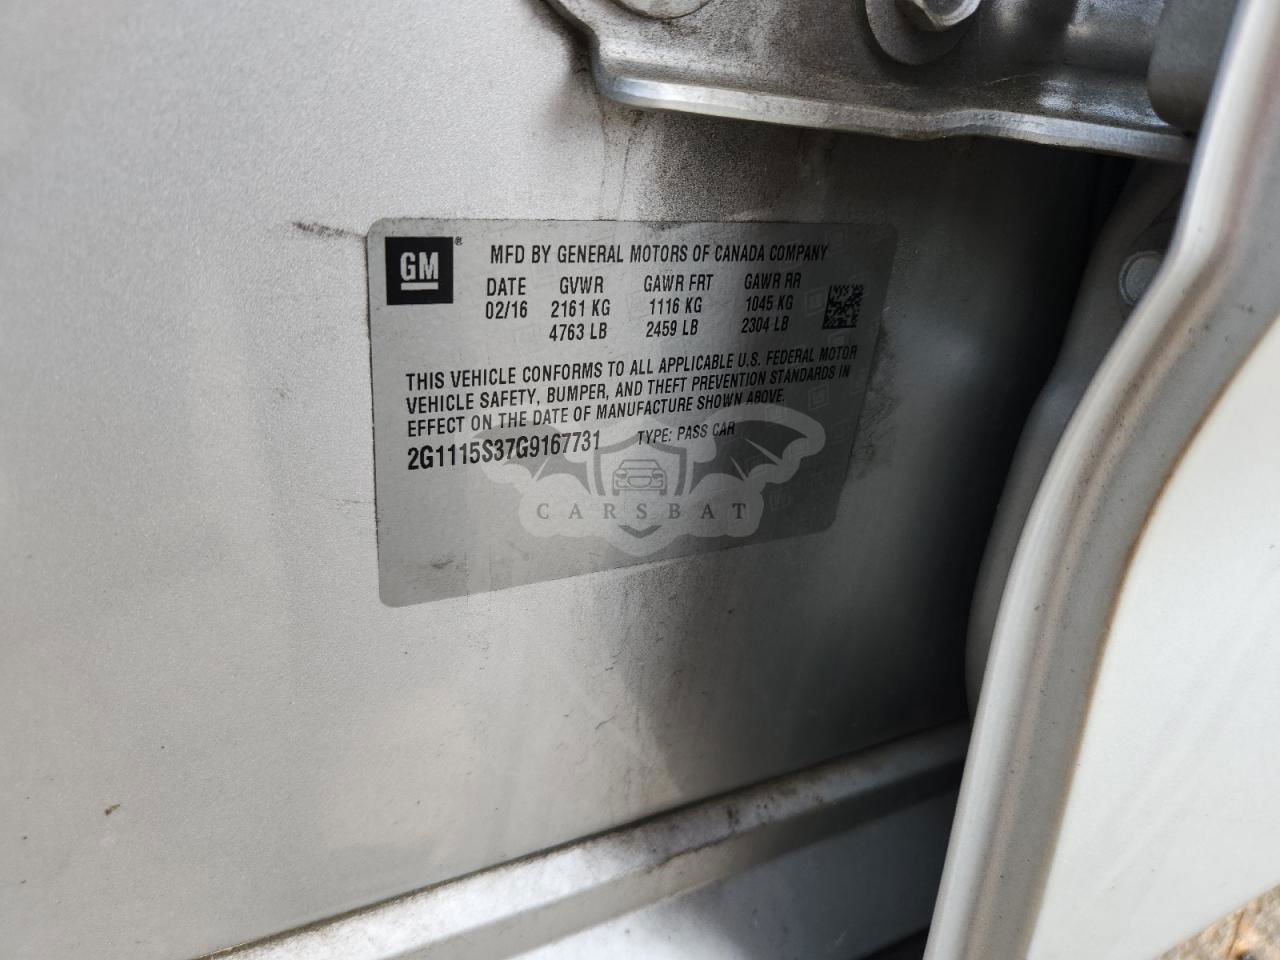 GM ®
MFD BY GENERAL MOTORS OF CANADA COMPANY
DATE GVWR GAWR FRT GAWR RR
02/16 2161 KG 1116 KG 1045 KG
4763 LB 2459 LB 2304 LB
THIS VEHICLE CONFORMS TO ALL APPLICABLE U.S. FEDERAL MOTOR
VEHICLE SAFETY, BUMPER, AND THEFT PREVENTION STANDARDS IN
EFFECT ON THE DATE OF MANUFACTURE SHOWN ABOVE.
2G1115S37G9167731 TYPE: PASS CAR
CARSBAT